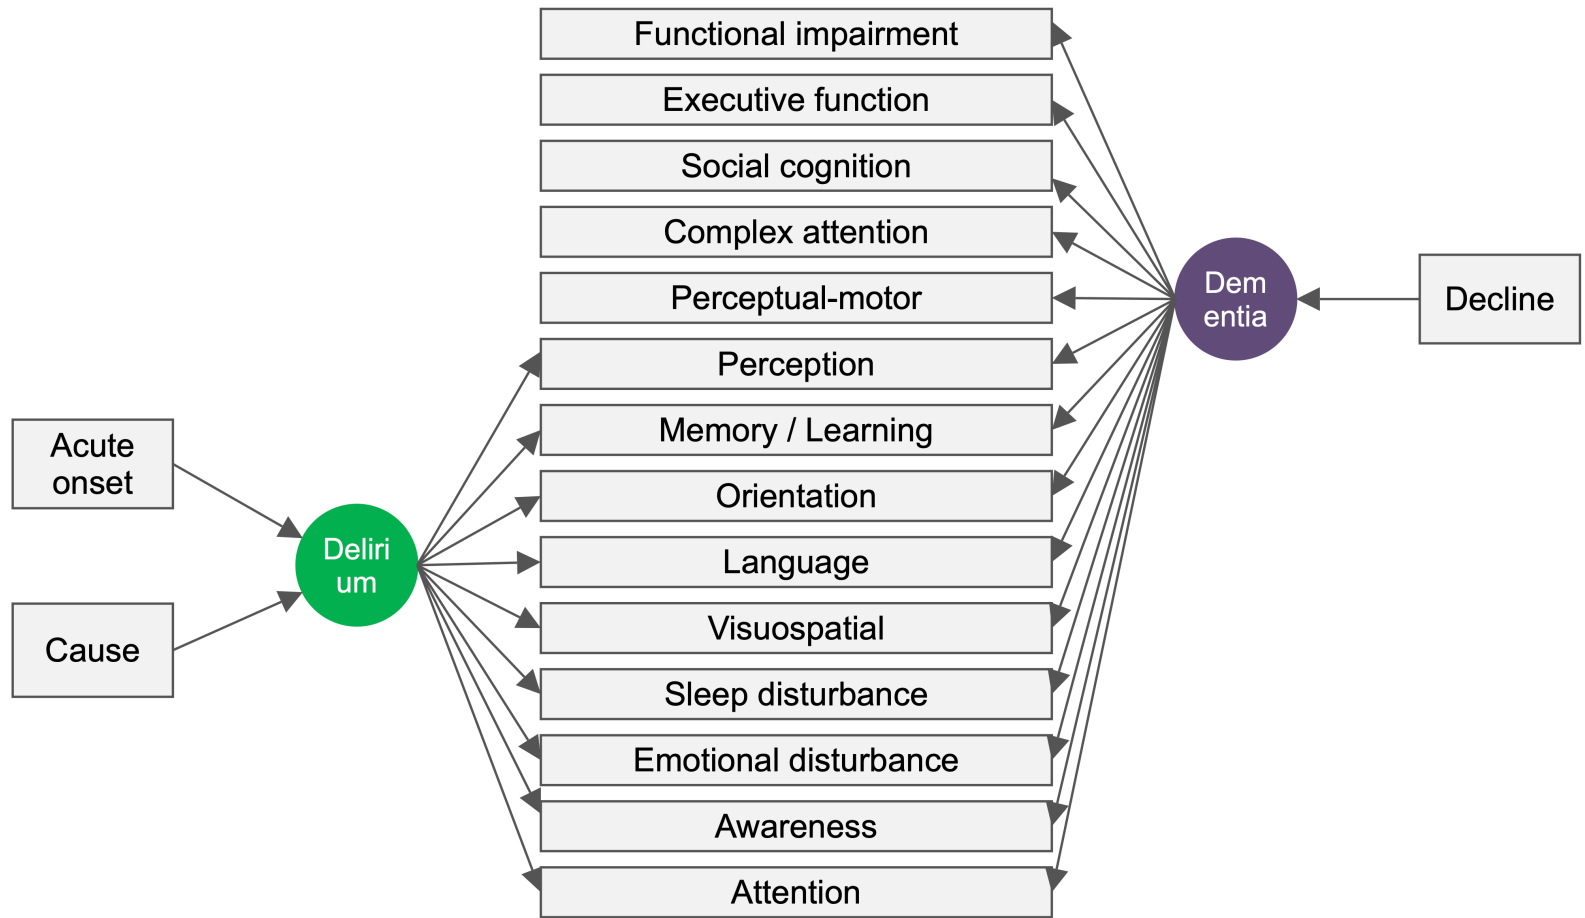 Functional impairment
Executive function
Social cognition
Complex attention
Perceptual-motor
Perception
Memory / Learning
Orientation
Language
Visuospatial
Sleep disturbance
Emotional disturbance
Awareness
Attention
Acute
onset
Cause
Deliri
um
Dem
entia
Decline